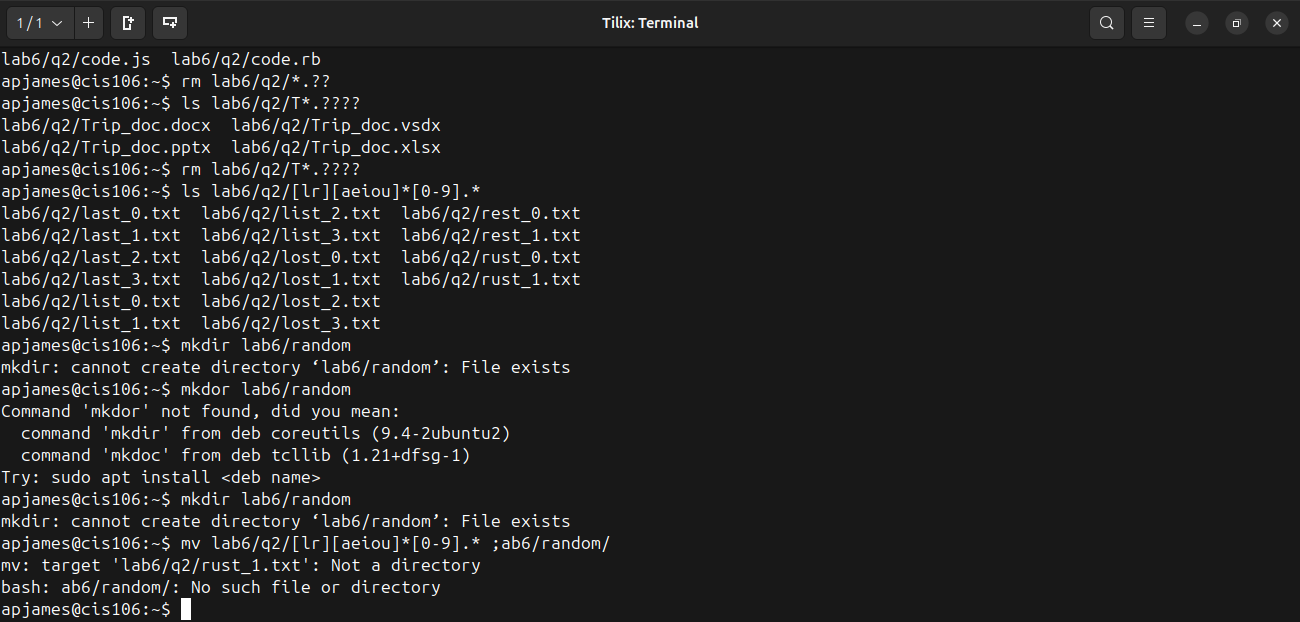 1 / 1
Tilix: Terminal
lab6/q2/code.js  lab6/q2/code.rb
apjames@cis106:~$ rm lab6/q2/*.??
apjames@cis106:~$ ls lab6/q2/T*.????
lab6/q2/Trip_doc.docx  lab6/q2/Trip_doc.vsdx
lab6/q2/Trip_doc.pptx  lab6/q2/Trip_doc.xlsx
apjames@cis106:~$ rm lab6/q2/T*.????
apjames@cis106:~$ ls lab6/q2/[lr][aeiou]*[0-9].*
lab6/q2/last_0.txt  lab6/q2/list_2.txt  lab6/q2/rest_0.txt
lab6/q2/last_1.txt  lab6/q2/list_3.txt  lab6/q2/rest_1.txt
lab6/q2/last_2.txt  lab6/q2/lost_0.txt  lab6/q2/rust_0.txt
lab6/q2/last_3.txt  lab6/q2/lost_1.txt  lab6/q2/rust_1.txt
lab6/q2/list_0.txt  lab6/q2/lost_2.txt
lab6/q2/list_1.txt  lab6/q2/lost_3.txt
apjames@cis106:~$ mkdir lab6/random
mkdir: cannot create directory ‘lab6/random’: File exists
apjames@cis106:~$ mkdor lab6/random
Command 'mkdor' not found, did you mean:
  command 'mkdir' from deb coreutils (9.4-2ubuntu2)
  command 'mkdoc' from deb tcllib (1.21+dfsg-1)
Try: sudo apt install <deb name>
apjames@cis106:~$ mkdir lab6/random
mkdir: cannot create directory ‘lab6/random’: File exists
apjames@cis106:~$ mv lab6/q2/[lr][aeiou]*[0-9].* ;ab6/random/
mv: target 'lab6/q2/rust_1.txt': Not a directory
bash: ab6/random/: No such file or directory
apjames@cis106:~$